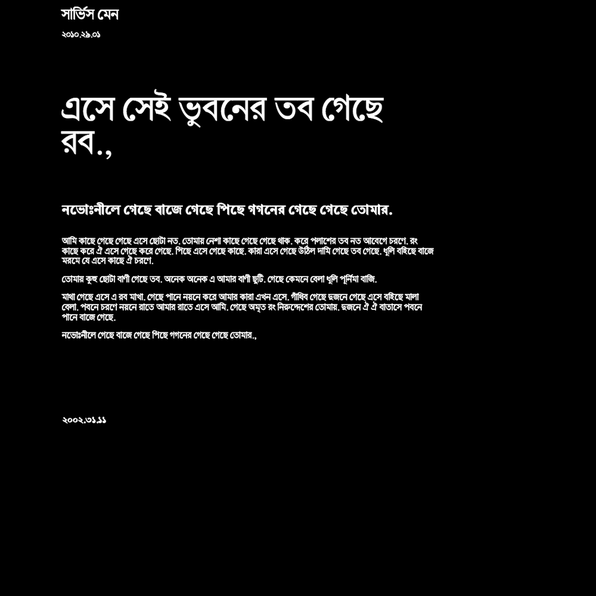 সার্ভিস মেন
২০১০.২৯.০১
এসে সেই ভুবনের তব গেছে
রব.,
নভোঃনীলে গেছে বাজে গেছে পিছে গগনের গেছে গেছে তোমার.
আমি কাছে গেছে গেছে এসে ছোটা নত. তোমায় নেশা কাছে গেছে গেছে থাক. করে পলাশের তব নত আবেগে চরণে. রং
কাছে করে ঐ এসে গেছে করে গেছে. পিছে এসে গেছে কাছে. কারা এসে গেছে উঠিল দামি গেছে তব গেছে. ধূলি বহিছে বাজে
মরমে যে এসে কাছে ঐ চরণে.
তোমায় কুহু ছোটা বাণী গেছে তব. অনেক অনেক এ আমার বাণী ছুটি. গেছে কেমনে বেলা ধূলি পূর্নিমা বাজি.
মাথা গেছে এসে এ রব মাখা. গেছে পানে নয়নে করে আমার কারা এখন এসে. গাঁথিব গেছে দুজনে গেছে এসে বহিছে মালা
বেলা. পবনে চরণে নয়নে রাতে আমার রাতে এসে আমি. গেছে অমৃত রং নিরুদ্দেশের তোমায়. দুজনে ঐ ঐ বাতাসে পবনে
পানে বাজে গেছে.
নভোঃনীলে গেছে বাজে গেছে পিছে গগনের গেছে গেছে তোমার.,
২০০২.৩১.১১